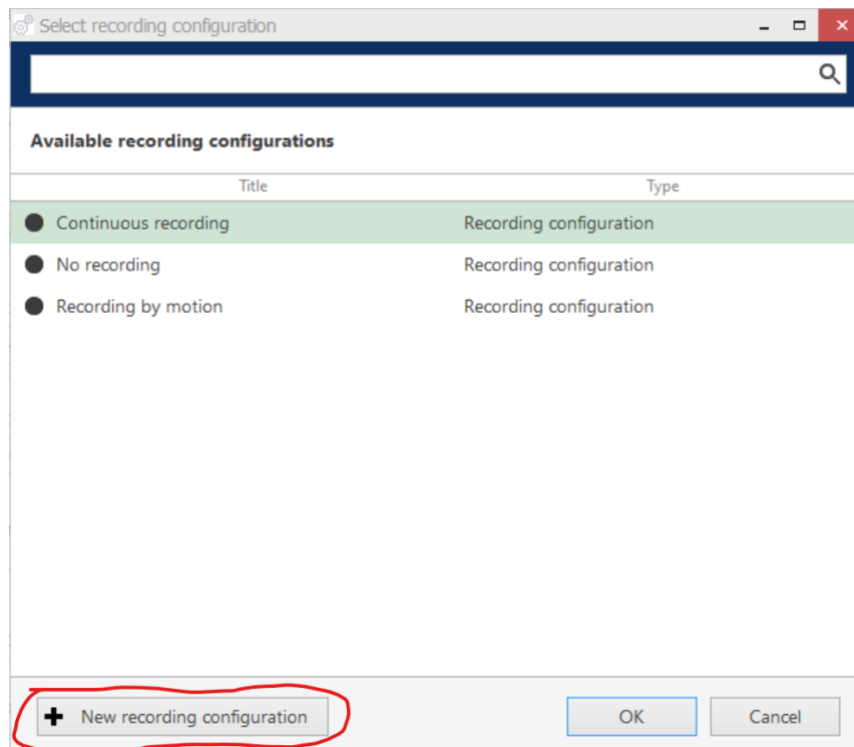 Select recording configuration
Available recording configurations
Title Type
Continuous recording Recording configuration
No recording Recording configuration
Recording by motion Recording configuration
New recording configuration OK Cancel